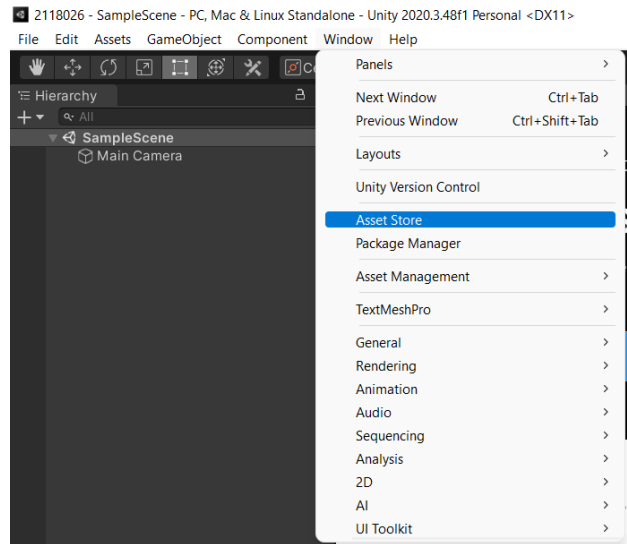 2118026 - SampleScene - PC, Mac & Linux Standalone - Unity 2020.3.48f1 Personal <DX11>
File Edit Assets GameObject Component Window Help
Hierarchy
All
SampleScene
Main Camera
Panels
Next Window Ctrl+Tab
Previous Window Ctrl+Shift+Tab
Layouts
Unity Version Control
Asset Store
Package Manager
Asset Management
TextMeshPro
General
Rendering
Animation
Audio
Sequencing
Analysis
2D
AI
UI Toolkit